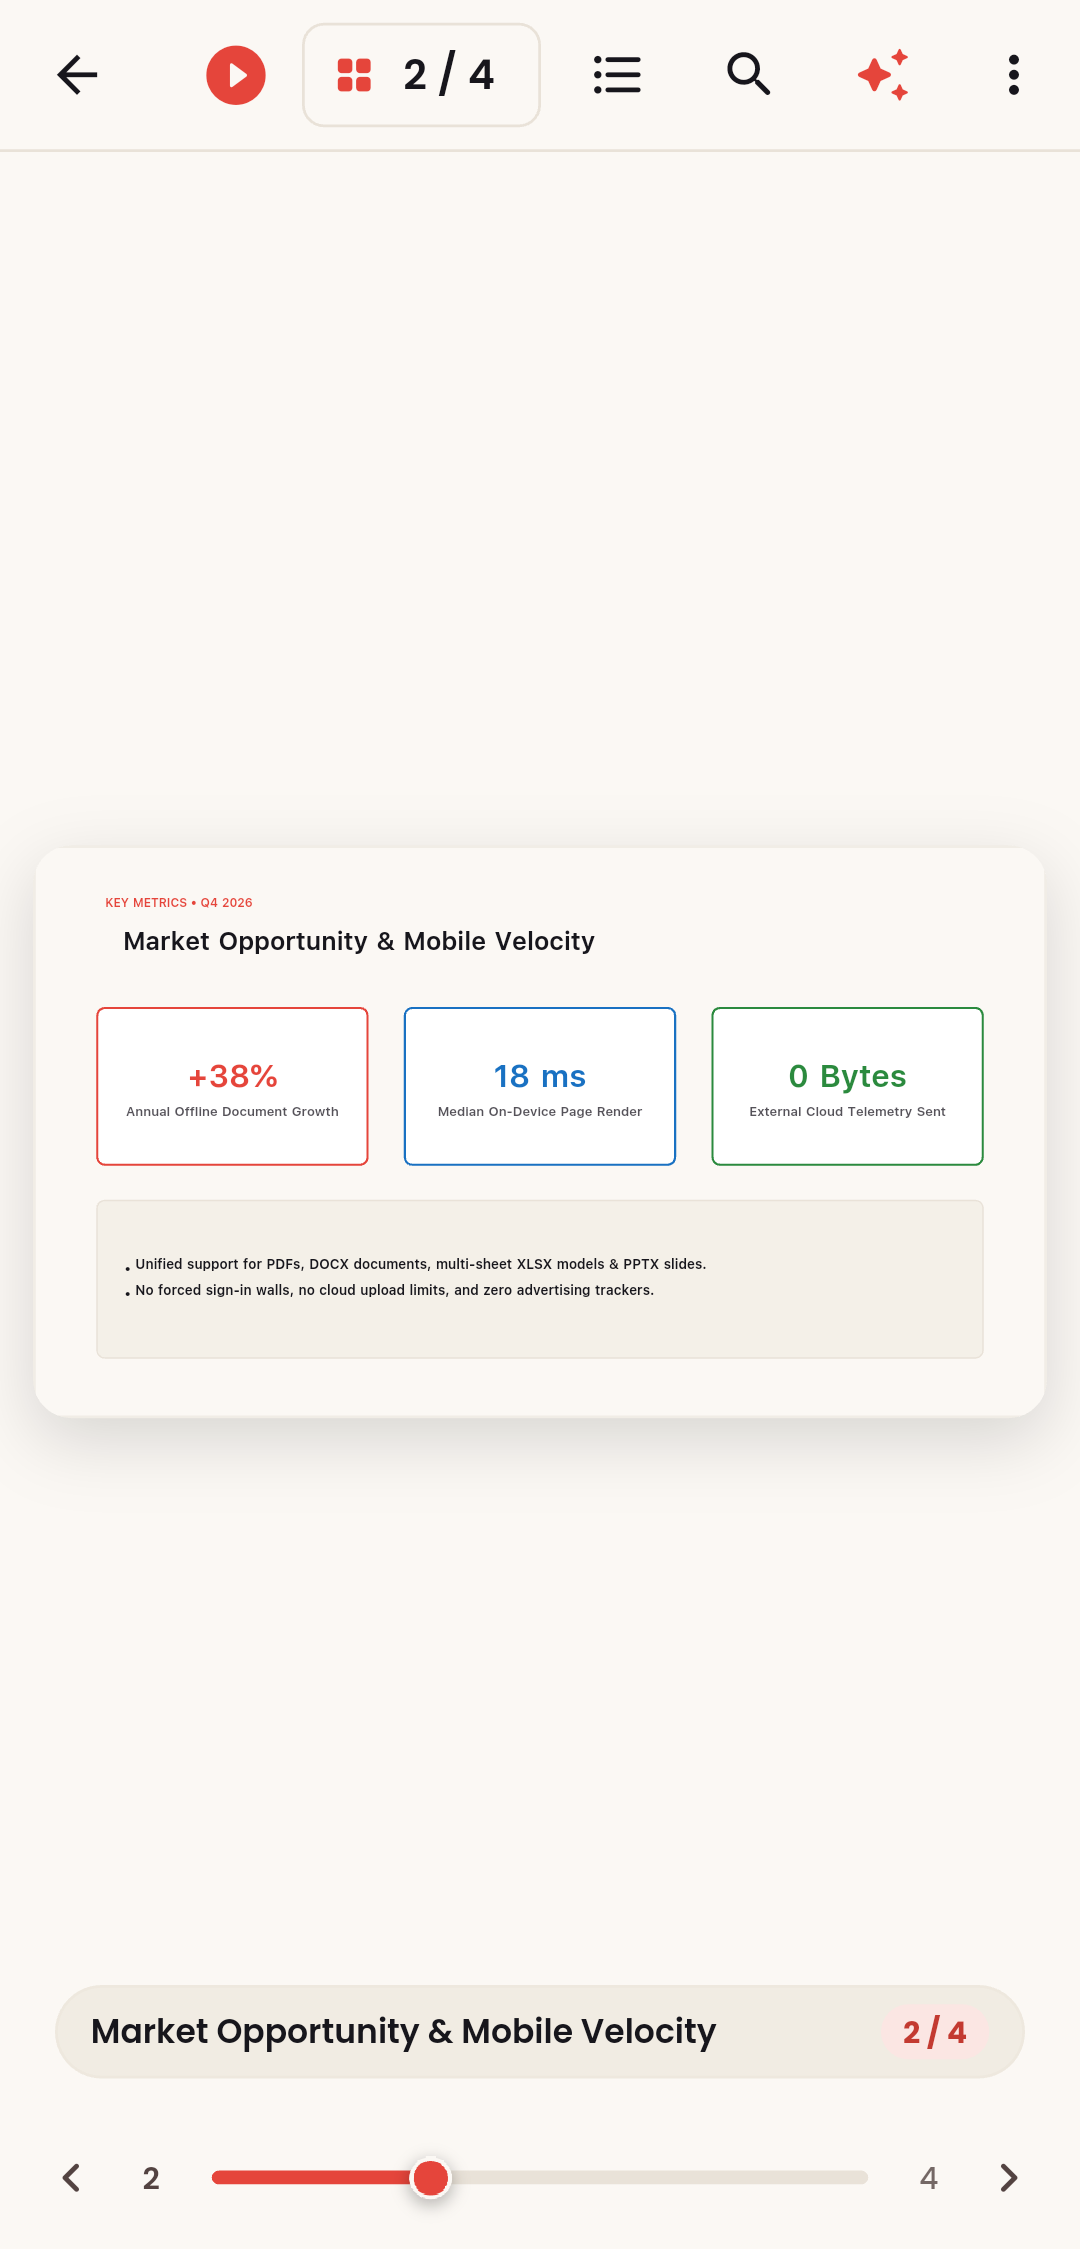 2 / 4
KEY METRICS • Q4 2026
Market Opportunity & Mobile Velocity
+38%
Annual Offline Document Growth
18 ms
Median On-Device Page Render
0 Bytes
External Cloud Telemetry Sent
• Unified support for PDFs, DOCX documents, multi-sheet XLSX models & PPTX slides.
• No forced sign-in walls, no cloud upload limits, and zero advertising trackers.
Market Opportunity & Mobile Velocity 2 / 4
2 4